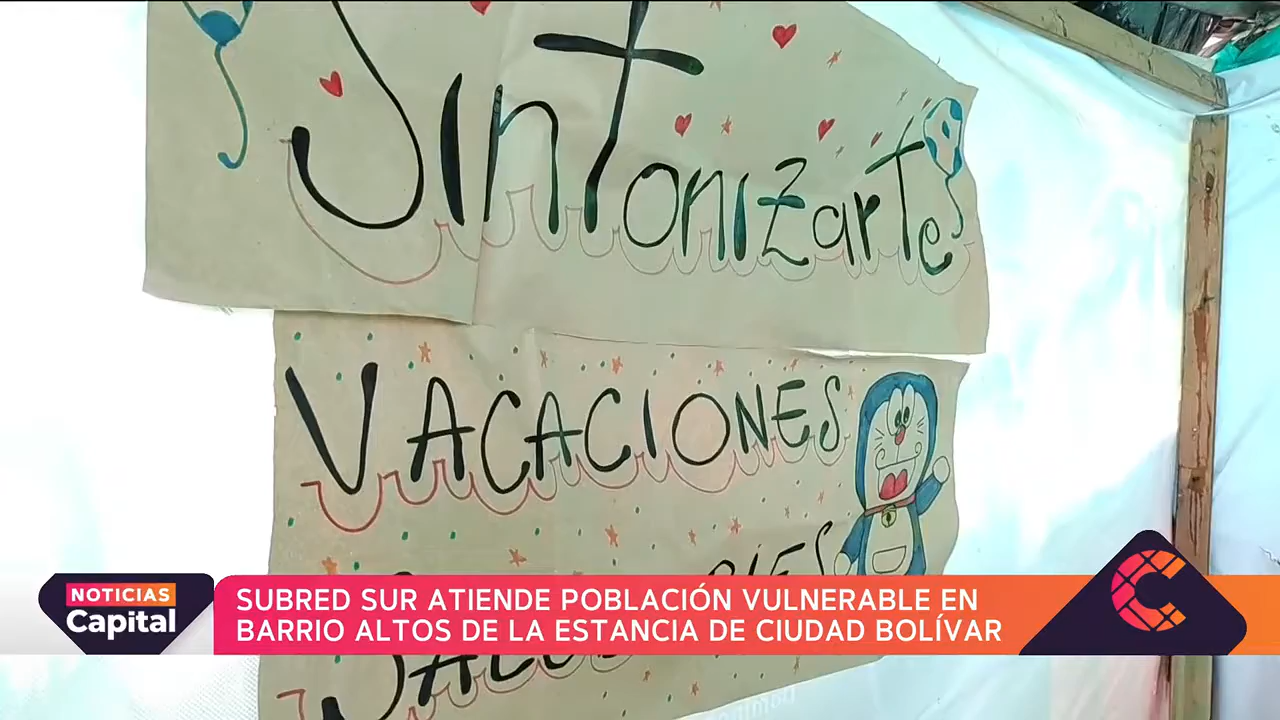 SintonizarTe
VACACIONES
NOTICIAS
Capital
SUBRED SUR ATIENDE POBLACIÓN VULNERABLE EN
BARRIO ALTOS DE LA ESTANCIA DE CIUDAD BOLÍVAR